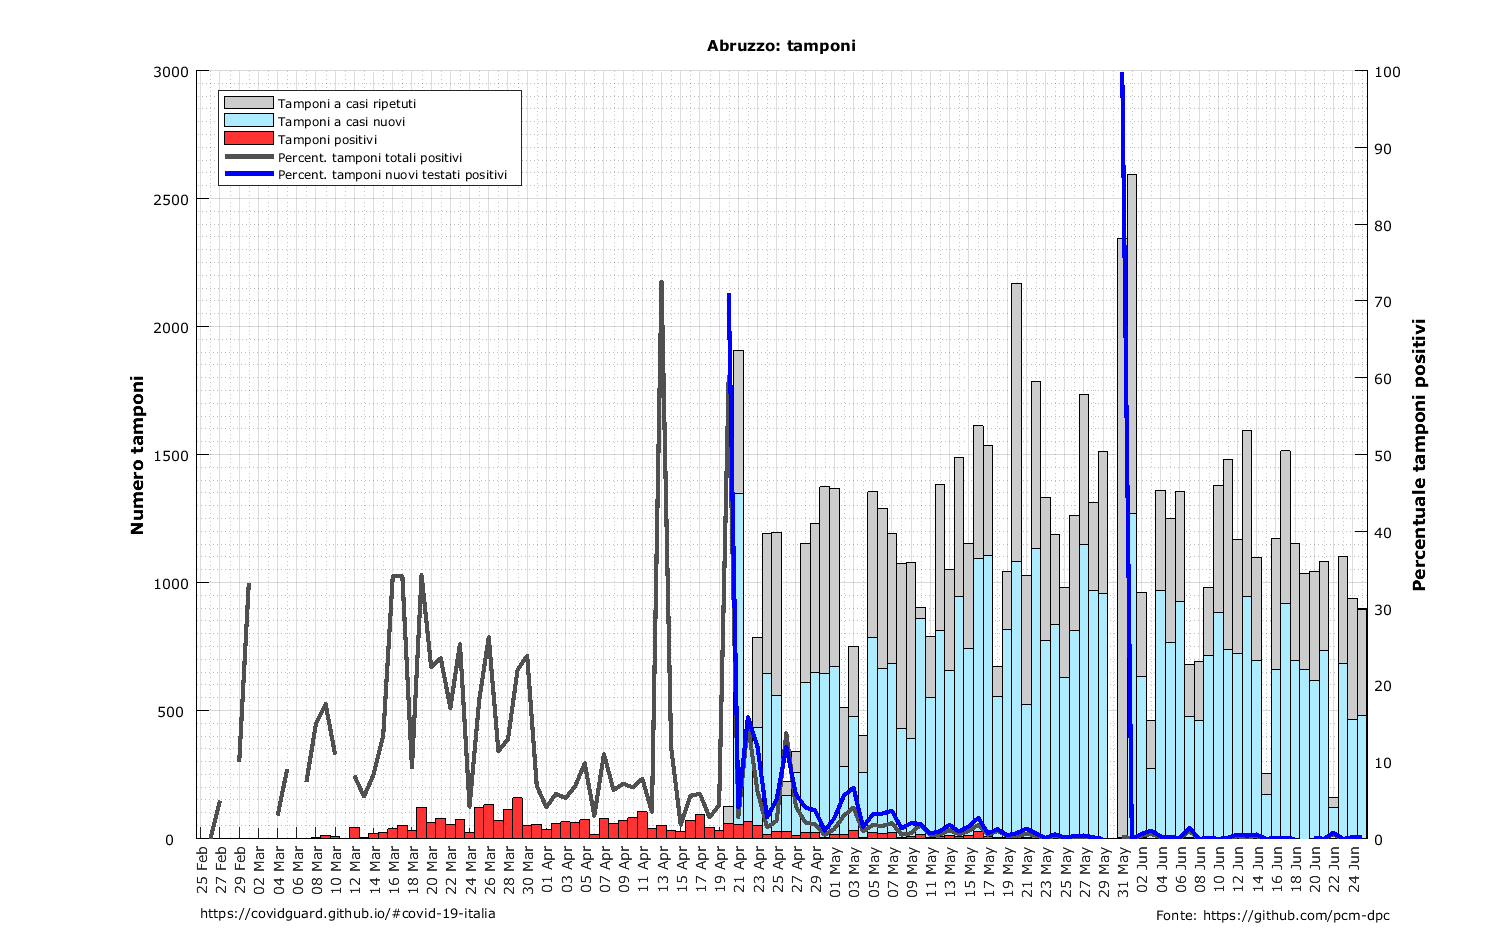 Abruzzo: tamponi
Tamponi a casi ripetuti
Tamponi a casi nuovi
Tamponi positivi
Percent. tamponi totali positivi
Percent. tamponi nuovi testati positivi
Numero tamponi
3000
2500
2000
1500
1000
500
0
Percentuale tamponi positivi
100
90
80
70
60
50
40
30
20
10
0
25 Feb
27 Feb
29 Feb
02 Mar
04 Mar
06 Mar
08 Mar
10 Mar
12 Mar
14 Mar
16 Mar
18 Mar
20 Mar
22 Mar
24 Mar
26 Mar
28 Mar
30 Mar
01 Apr
03 Apr
05 Apr
07 Apr
09 Apr
11 Apr
13 Apr
15 Apr
17 Apr
19 Apr
21 Apr
23 Apr
25 Apr
27 Apr
29 Apr
01 May
03 May
05 May
07 May
09 May
11 May
13 May
15 May
17 May
19 May
21 May
23 May
25 May
27 May
29 May
31 May
02 Jun
04 Jun
06 Jun
08 Jun
10 Jun
12 Jun
14 Jun
16 Jun
18 Jun
20 Jun
22 Jun
24 Jun
https://covidguard.github.io/#covid-19-italia
Fonte: https://github.com/pcm-dpc